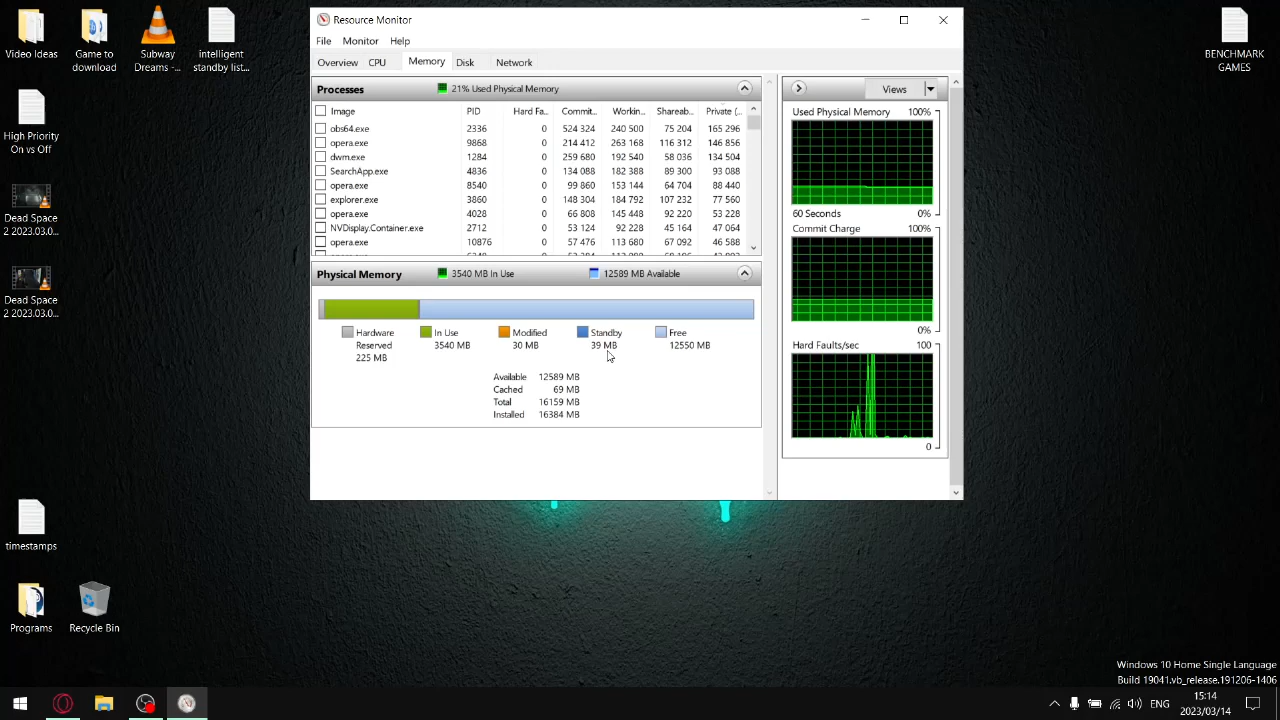 Video Ideas
Game to
download
Subway
Dreams -...
intelligent
standby list...
High Priority
On vs Off
Dead Space
2 2023.03.0...
Dead Space
2 2023.03.0...
timestamps
Programs
Recycle Bin
BENCHMARK
GAMES
Resource Monitor
File Monitor Help
Overview CPU Memory Disk Network
Processes 21% Used Physical Memory
Image PID Hard Fa... Commit... Workin... Shareab... Private (...
obs64.exe 2336 0 524 324 240 500 75 204 165 296
opera.exe 9868 0 214 412 263 168 116 312 146 856
dwm.exe 1284 0 259 680 192 540 58 036 134 504
SearchApp.exe 4836 0 134 088 182 388 89 300 93 088
opera.exe 8540 0 99 860 153 144 64 704 88 440
explorer.exe 3860 0 148 304 184 792 107 232 77 560
opera.exe 4028 0 66 808 145 448 92 220 53 228
NVDisplay.Container.exe 2712 0 53 124 92 228 45 164 47 064
opera.exe 10876 0 57 476 113 680 67 092 46 588
Physical Memory 3540 MB In Use 12589 MB Available
Hardware
Reserved
225 MB
In Use
3540 MB
Modified
30 MB
Standby
39 MB
Free
12550 MB
Available 12589 MB
Cached 69 MB
Total 16159 MB
Installed 16384 MB
Views
Used Physical Memory 100%
60 Seconds 0%
Commit Charge 100%
0%
Hard Faults/sec 100
0
Windows 10 Home Single Language
Build 19041.vb_release.191206-1406
ENG
15:14
2023/03/14